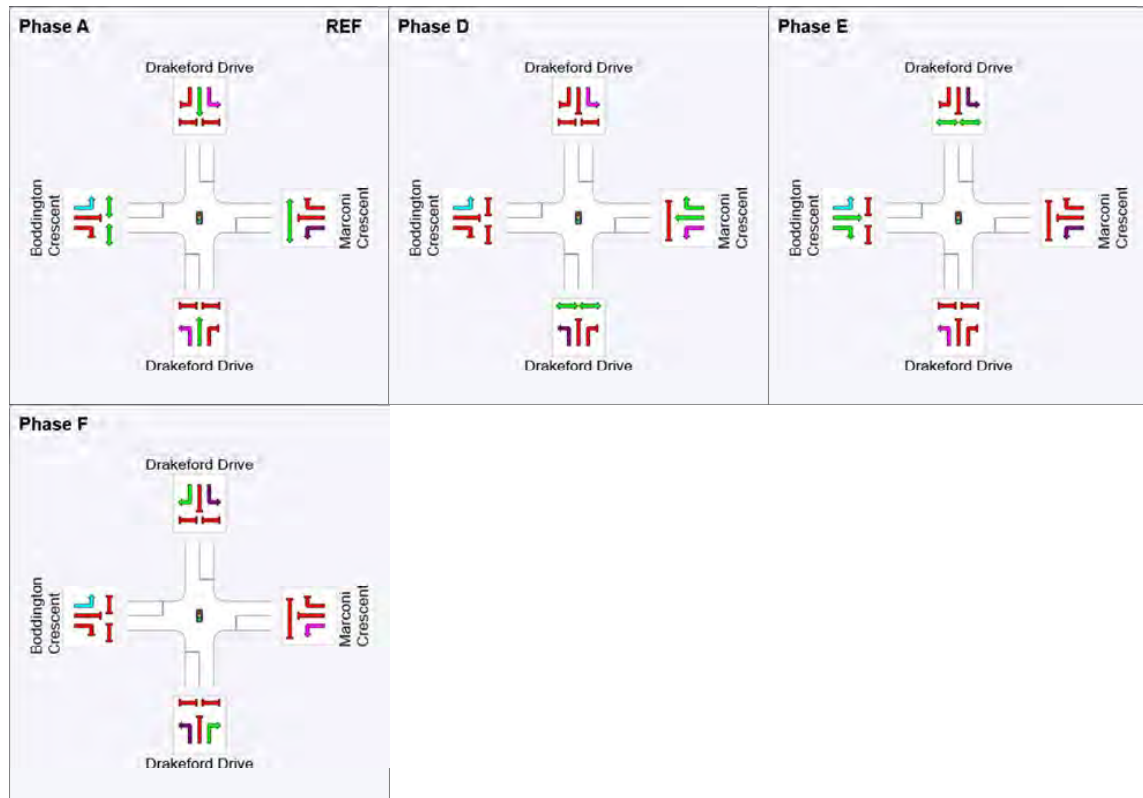 Phase A
REF
Drakeford Drive
Boddington
Crescent
Marconi
Crescent
Drakeford Drive
Phase D
Drakeford Drive
Boddington
Crescent
Marconi
Crescent
Drakeford Drive
Phase E
Drakeford Drive
Boddington
Crescent
Marconi
Crescent
Drakeford Drive
Phase F
Drakeford Drive
Boddington
Crescent
Marconi
Crescent
Drakeford Drive